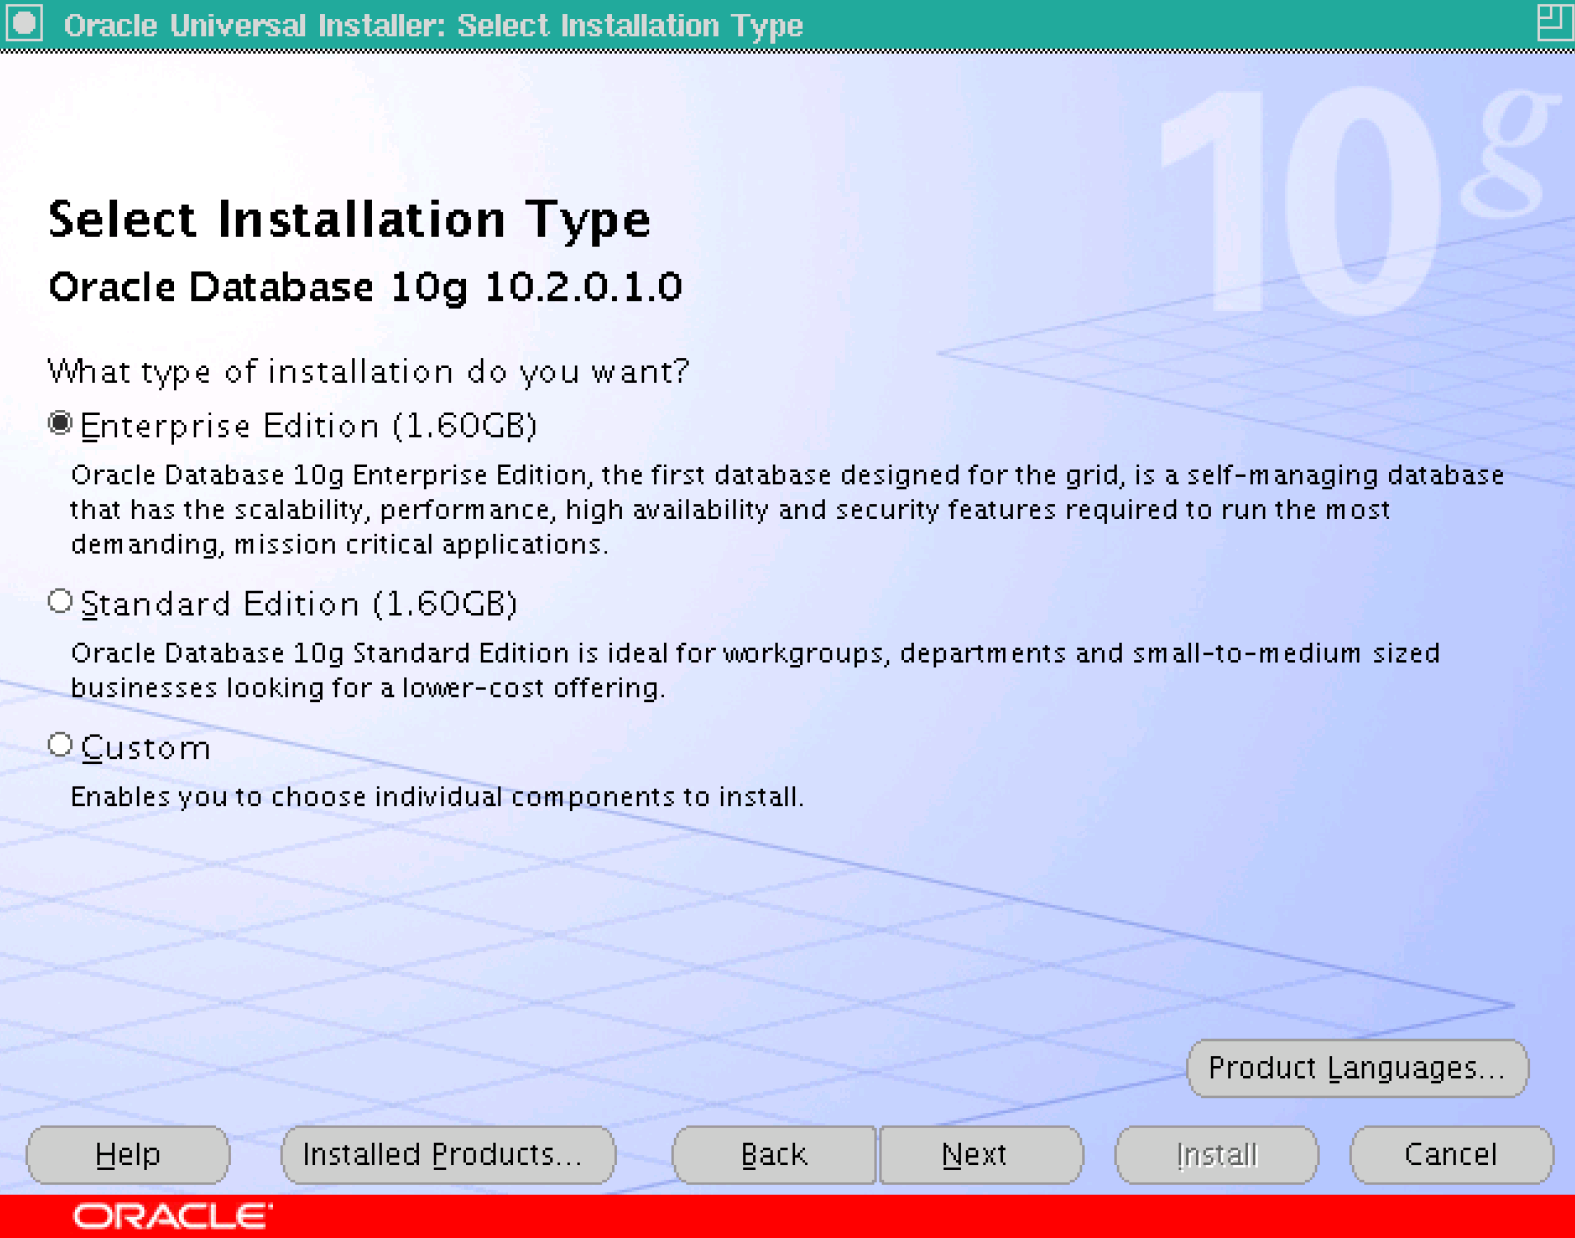 Oracle Universal Installer: Select Installation Type
10g
Select Installation Type
Oracle Database 10g 10.2.0.1.0
What type of installation do you want?
Enterprise Edition (1.60GB)
Oracle Database 10g Enterprise Edition, the first database designed for the grid, is a self-managing database
that has the scalability, performance, high availability and security features required to run the most
demanding, mission critical applications.
Standard Edition (1.60GB)
Oracle Database 10g Standard Edition is ideal for workgroups, departments and small-to-medium sized
businesses looking for a lower-cost offering.
Custom
Enables you to choose individual components to install.
Product Languages...
Help Installed Products... Back Next Install Cancel
ORACLE